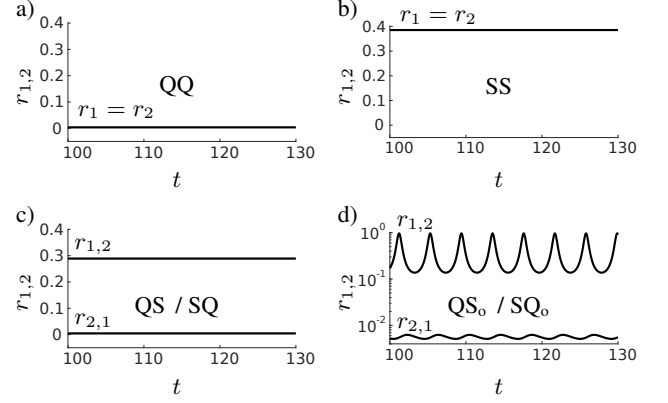 a)
0.4
0.3
0.2
0.1
0
r₁,₂
QQ
r₁ = r₂
100 110 120 130
t
b)
r₁ = r₂
0.4
0.3
0.2
0.1
0
r₁,₂
SS
100 110 120 130
t
c)
0.4
0.3
0.2
0.1
0
r₁,₂
r₁,₂
QS / SQ
r₂,₁
100 110 120 130
t
d)
10⁰
10⁻¹
10⁻²
r₁,₂
r₁,₂
QSₒ / SQₒ
r₂,₁
100 110 120 130
t